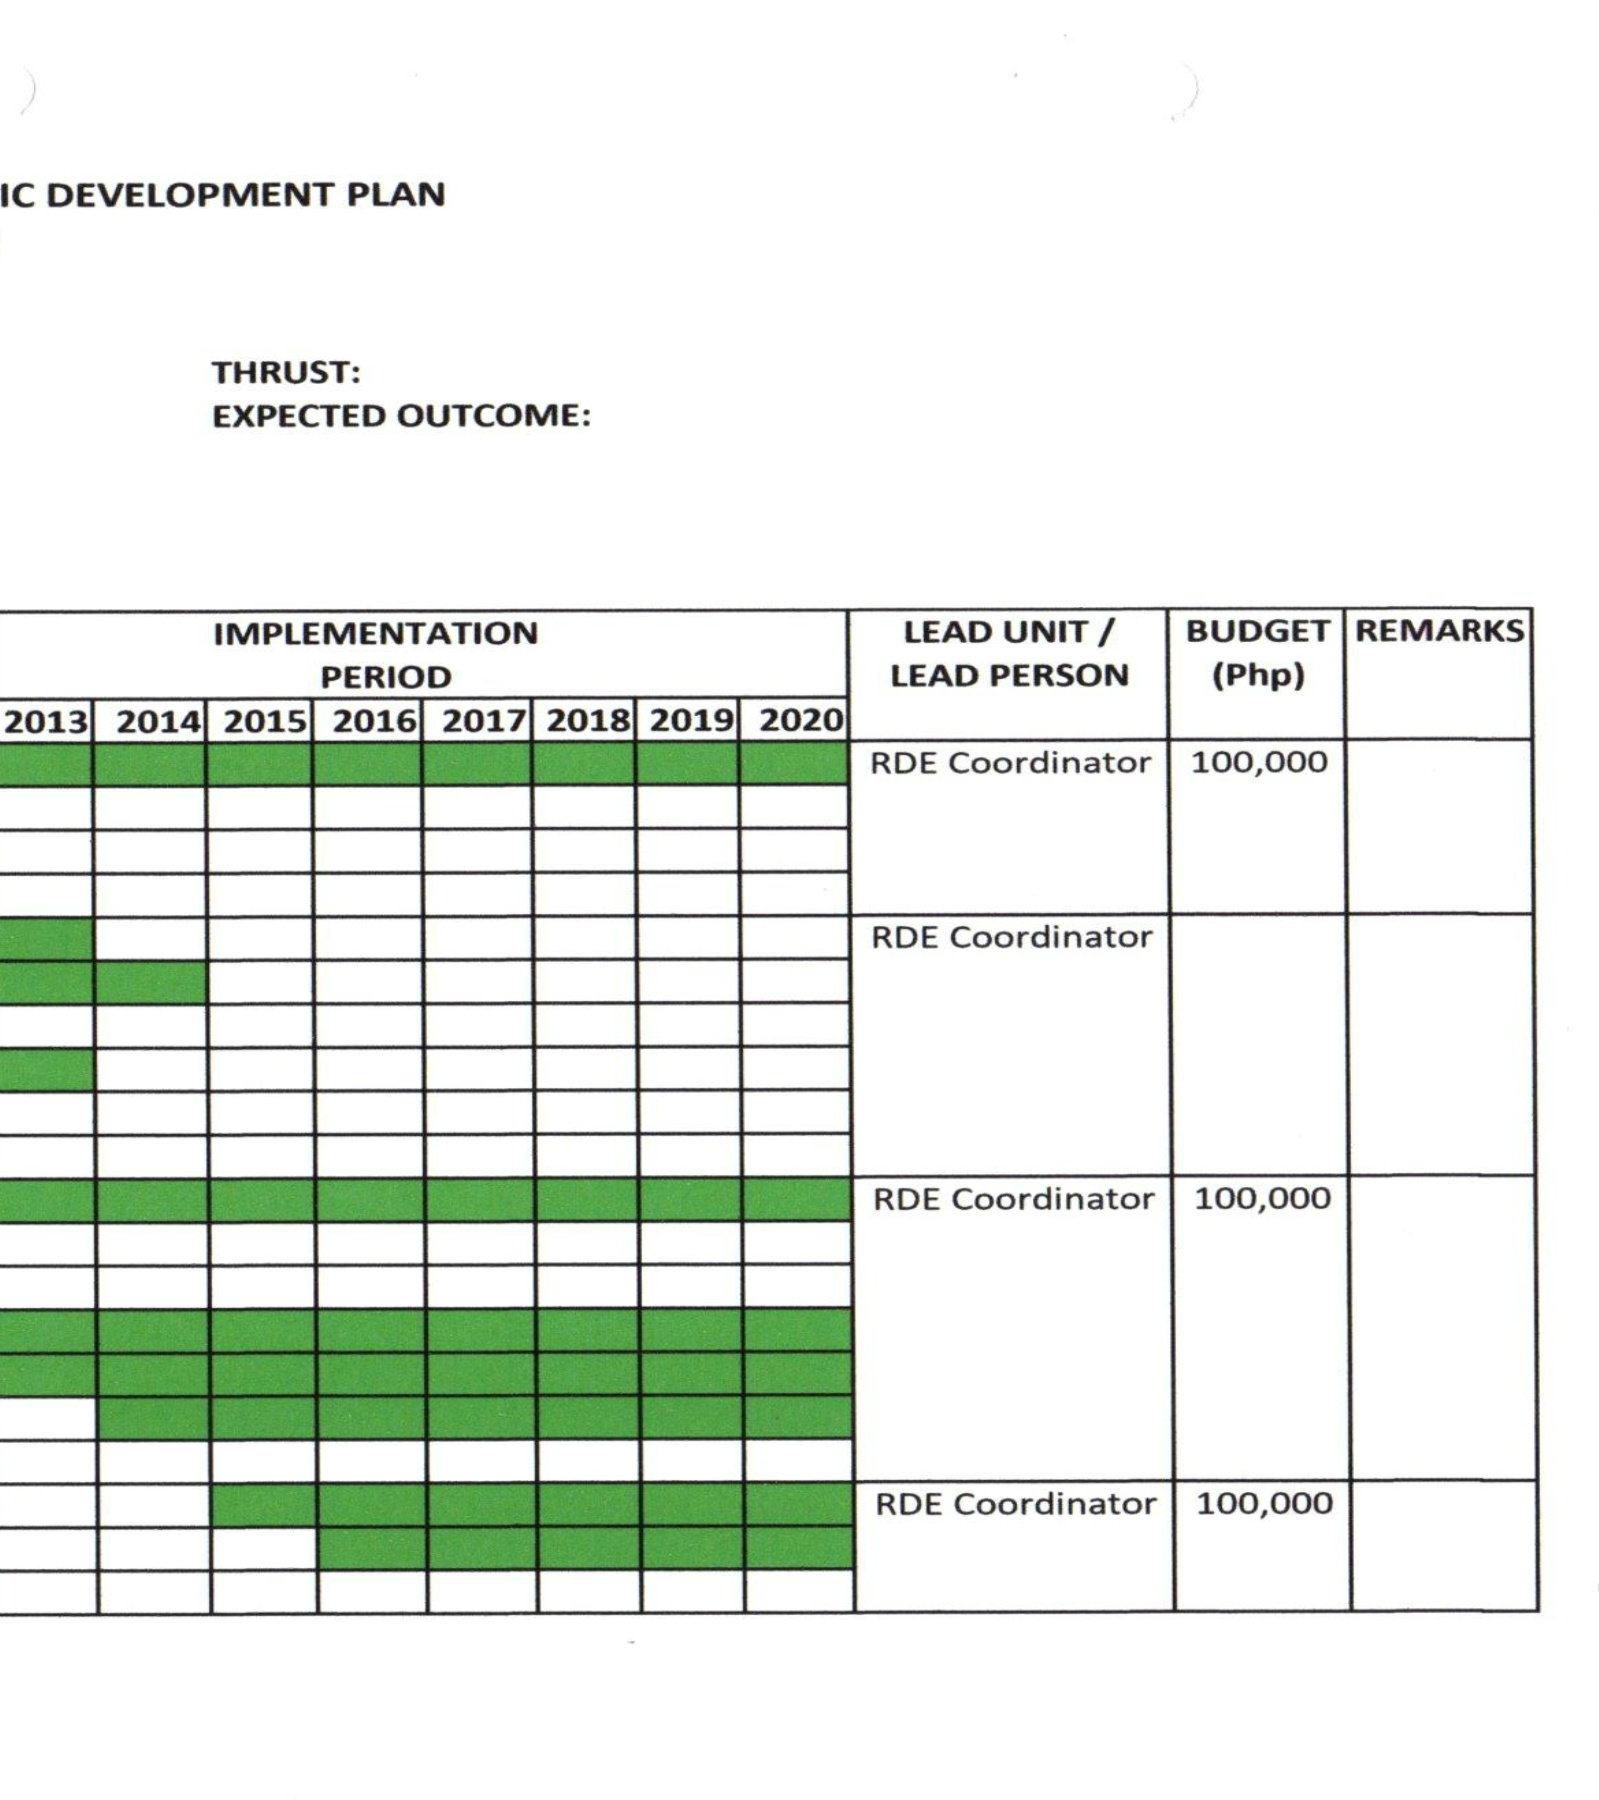 IC DEVELOPMENT PLAN
THRUST:
EXPECTED OUTCOME:
IMPLEMENTATION
PERIOD
LEAD UNIT /
LEAD PERSON
BUDGET
(Php)
REMARKS
2013 2014 2015 2016 2017 2018 2019 2020
RDE Coordinator 100,000
RDE Coordinator
RDE Coordinator 100,000
RDE Coordinator 100,000